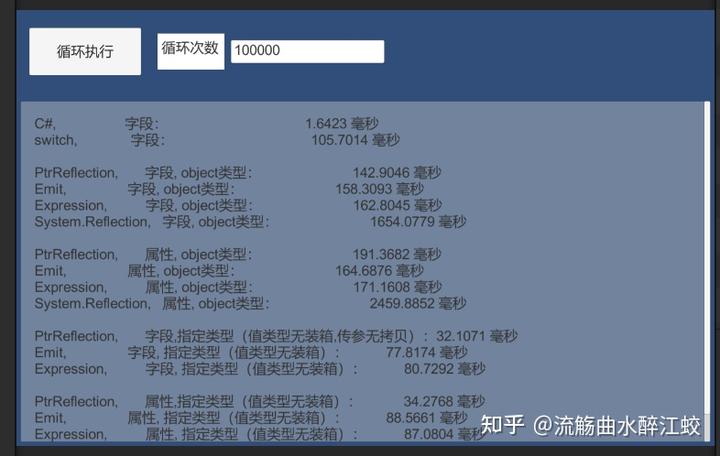 循环执行 循环次数 100000
C#, 字段: 1.6423 毫秒
switch, 字段: 105.7014 毫秒
PtrReflection, 字段, object类型: 142.9046 毫秒
Emit, 字段, object类型: 158.3093 毫秒
Expression, 字段, object类型: 162.8045 毫秒
System.Reflection, 字段, object类型: 1654.0779 毫秒
PtrReflection, 属性, object类型: 191.3682 毫秒
Emit, 属性, object类型: 164.6876 毫秒
Expression, 属性, object类型: 171.1608 毫秒
System.Reflection, 属性, object类型: 2459.8852 毫秒
PtrReflection, 字段,指定类型（值类型无装箱,传参无拷贝）: 32.1071 毫秒
Emit, 字段, 指定类型（值类型无装箱）: 77.8174 毫秒
Expression, 字段, 指定类型（值类型无装箱）: 80.7292 毫秒
PtrReflection, 属性,指定类型（值类型无装箱）: 34.2768 毫秒
Emit, 属性, 指定类型（值类型无装箱）: 88.5661 毫秒
Expression, 属性, 指定类型（值类型无装箱）: 87.0804 毫秒
知乎 @流觞曲水醉江蛟